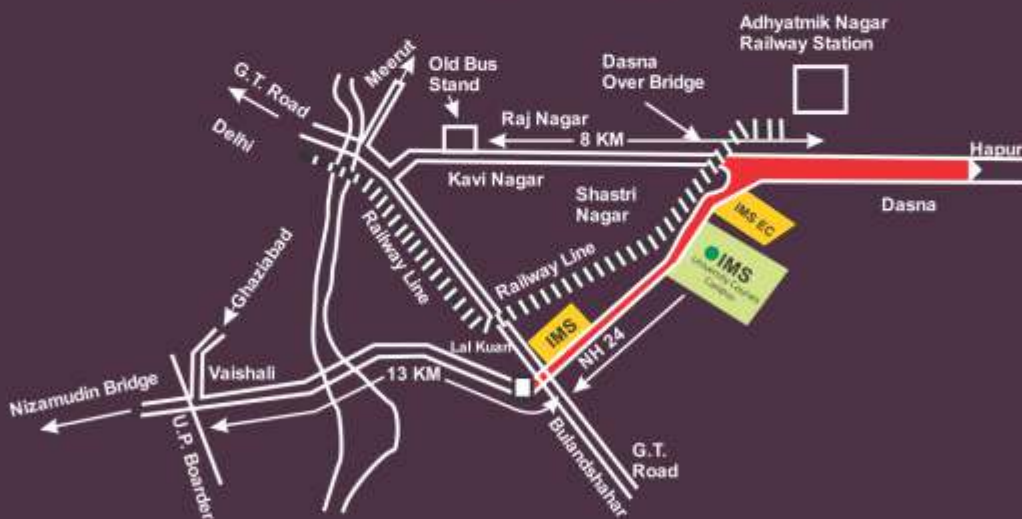 Adhyatmik Nagar
Railway Station
G.T. Road
Meerut
Old Bus
Stand
Dasna
Over Bridge
Delhi
Raj Nagar
8 KM
Hapur
Kavi Nagar
Shastri
Nagar
Dasna
IMS EC
Railway Line
Railway Line
IMS
University Courses
Campus
Ghaziabad
Lal Kuan
IMS
NH 24
Vaishali
13 KM
Nizamudin Bridge
U.P. Boarder
Bulandshahar
G.T.
Road